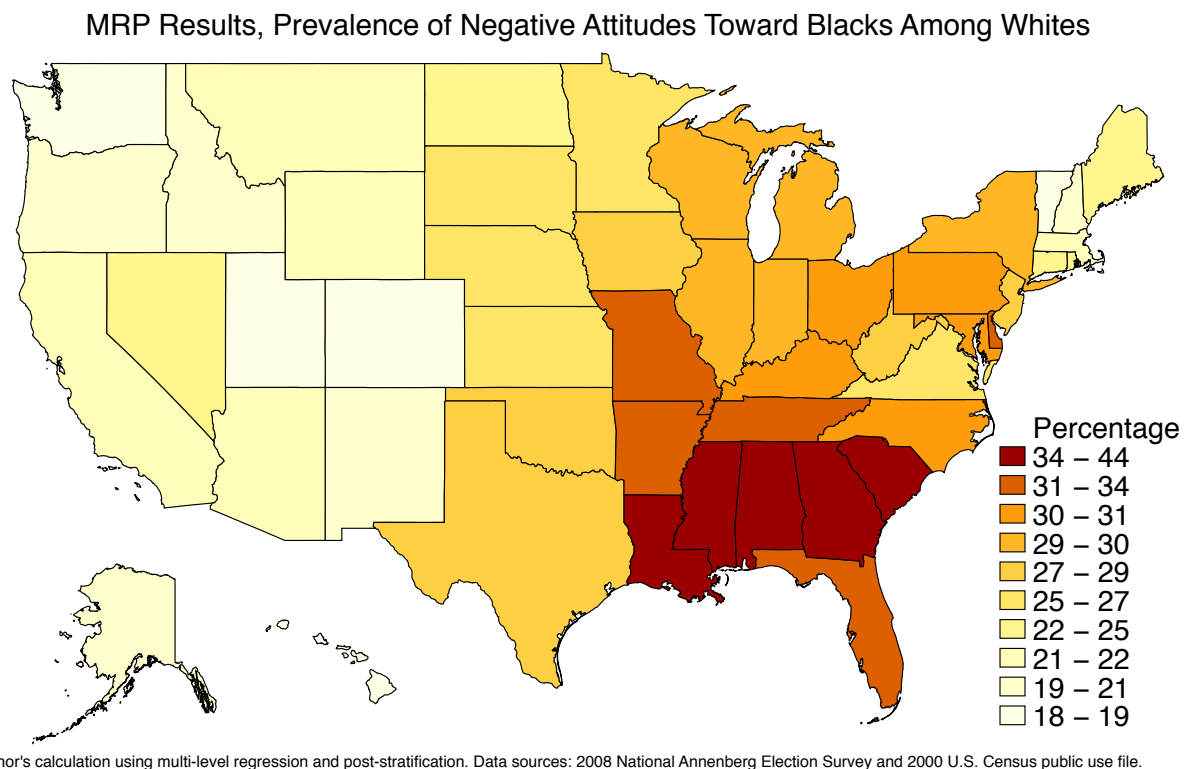 MRP Results, Prevalence of Negative Attitudes Toward Blacks Among Whites
Percentage
34 – 44
31 – 34
30 – 31
29 – 30
27 – 29
25 – 27
22 – 25
21 – 22
19 – 21
18 – 19
calculation using multi-level regression and post-stratification. Data sources: 2008 National Annenberg Election Survey and 2000 U.S. Census public use file.